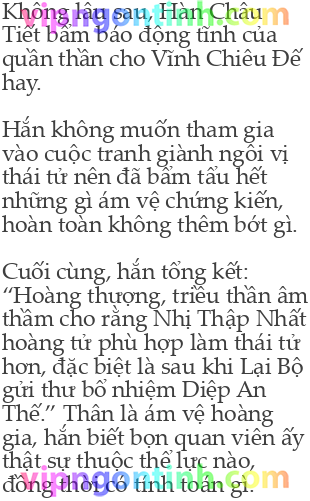 Không lâu sau, Hàn Châu
Tiết bẩm báo động tĩnh của
quần thần cho Vĩnh Chiêu Đế
hay.
Hắn không muốn tham gia
vào cuộc tranh giành ngôi vị
thái tử nên đã bẩm tấu hết
những gì ám vệ chứng kiến,
hoàn toàn không thêm bớt gì.
Cuối cùng, hắn tổng kết:
“Hoàng thượng, triều thần âm
thầm cho rằng Nhị Thập Nhất
hoàng tử phù hợp làm thái tử
hơn, đặc biệt là sau khi Lại Bộ
gửi thư bổ nhiệm Diệp An
Thế.” Thân là ám vệ hoàng
gia, hắn biết bọn quan viên ấy
thật sự thuộc thế lực nào,
đồng thời có tính toán gì.
vipngontinh.com
vipngontinh.com